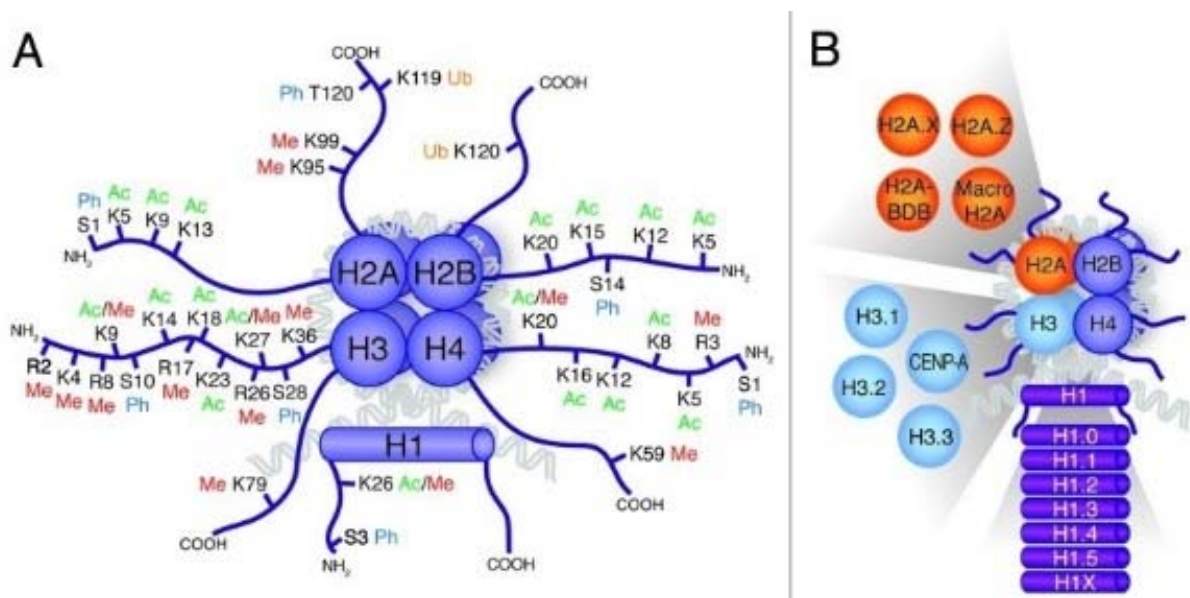 A
COOH
K119 Ub
Ph T120
Me K99
Me K95
COOH
Ub K120
Ph
S1
Ac
K5
Ac
K9
Ac
K13
NH2
H2A
H2B
Ac
K20
Ac
K15
Ac
K12
Ac
K5
S14
Ph
NH2
NH2
R2
Me
K4
Me
R8
Me
Ac/Me
K9
S10
Ph
Ac
K14
R17
Me
Ac
K18
K23
Ac
Ac/Me
K27
R26
Me
S28
Ph
Me
K36
H3
H4
Ac/Me
K20
K16
Ac
K12
Ac
Ac
K8
K5
Ac
Me
R3
NH2
S1
Ph
H1
Me K79
COOH
K26 Ac/Me
S3 Ph
NH2
COOH
K59 Me
COOH
B
H2A.X
H2A.Z
H2A-
BDB
Macro
H2A
H2A
H2B
H3
H4
H3.1
CENP-A
H3.2
H3.3
H1
H1.0
H1.1
H1.2
H1.3
H1.4
H1.5
H1X